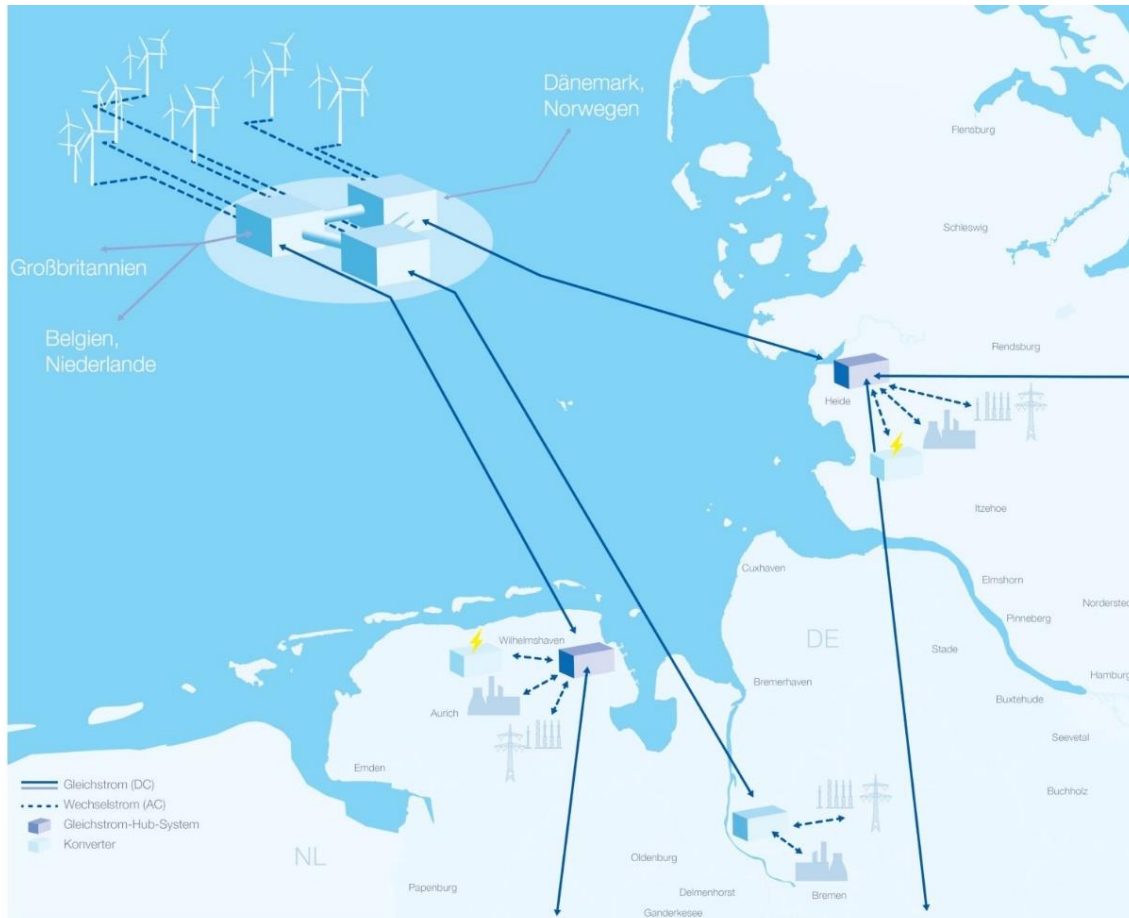 Dänemark,
Norwegen
Flensburg
Schleswig
Großbritannien
Belgien,
Niederlande
Rendsburg
Heide
Itzehoe
Cuxhaven
Elmshorn
Nordersted
Pinneberg
Wilhelmshaven
DE
Stade
Bremerhaven
Hamburg
Buxtehude
Aurich
Seevetal
Emden
Buchholz
Gleichstrom (DC)
Wechselstrom (AC)
Gleichstrom-Hub-System
Konverter
NL
Oldenburg
Papenburg
Delmenhorst
Bremen
Ganderkesee